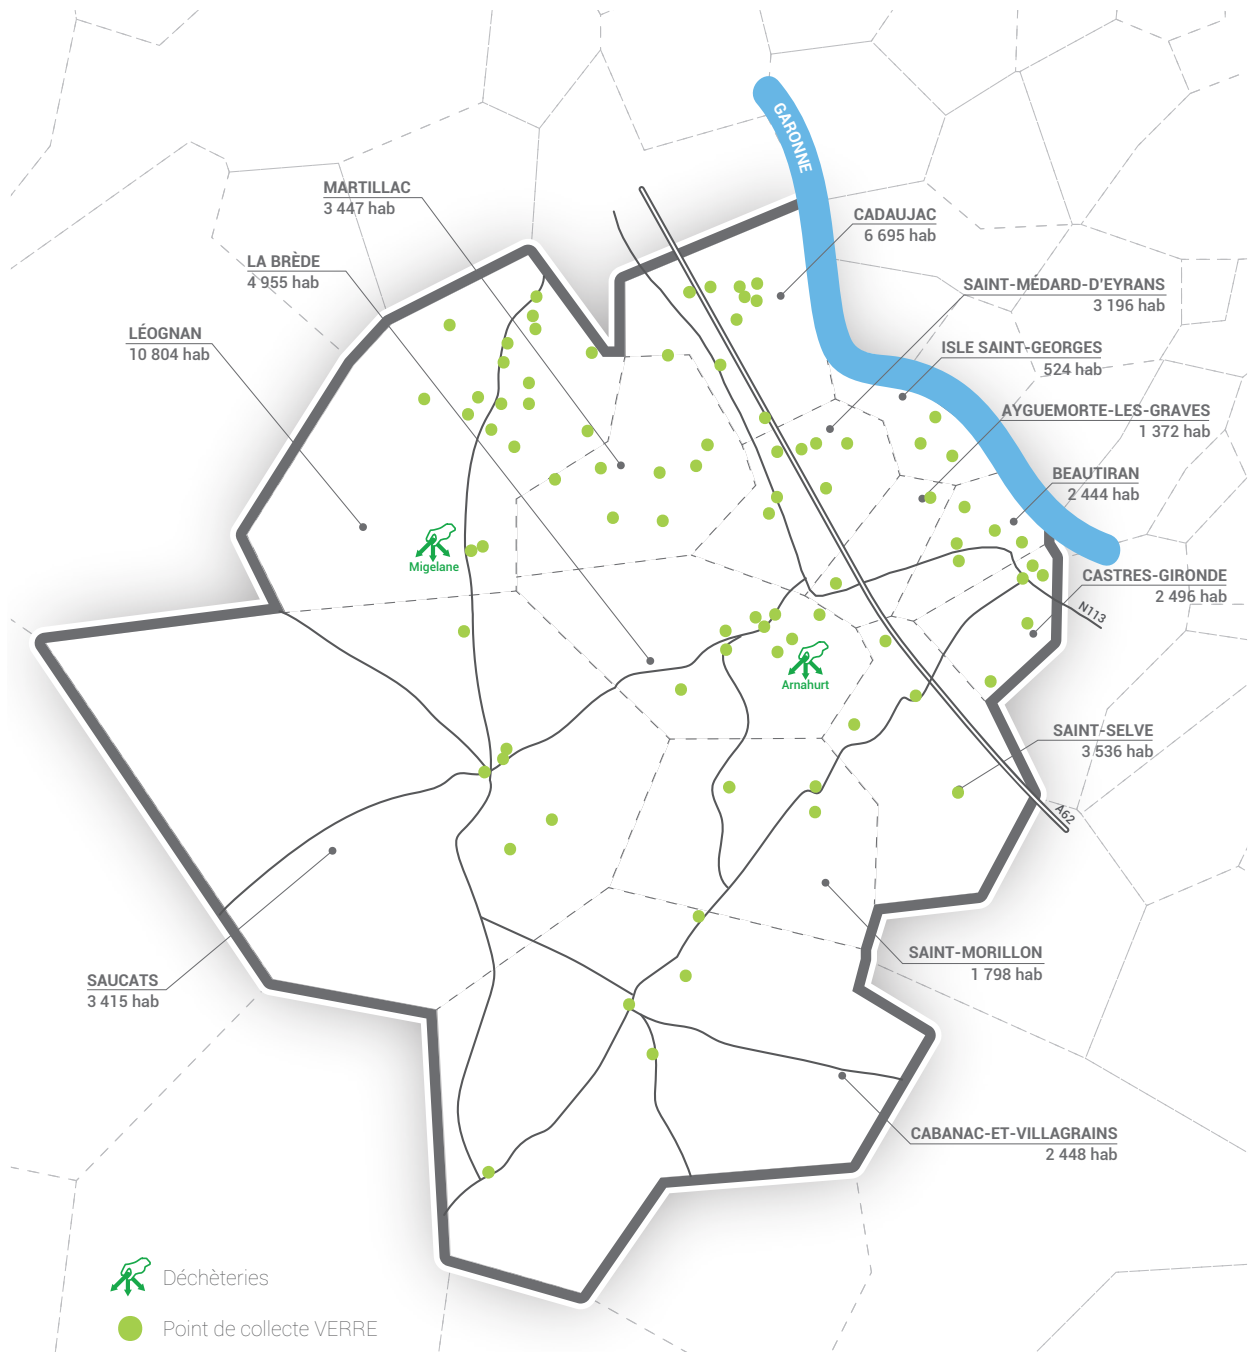 GARONNE
MARTILLAC
3 447 hab
CADAUJAC
6 695 hab
LA BRÈDE
4 955 hab
SAINT-MÉDARD-D'EYRANS
3 196 hab
LÉOGNAN
10 804 hab
ISLE SAINT-GEORGES
524 hab
AYGUEMORTE-LES-GRAVES
1 372 hab
BEAUTIRAN
2 444 hab
Migelane
CASTRES-GIRONDE
2 496 hab
N113
Arnahurt
SAINT-SELVE
3 536 hab
A62
SAINT-MORILLON
1 798 hab
SAUCATS
3 415 hab
CABANAC-ET-VILLAGRAINS
2 448 hab
Déchèteries
Point de collecte VERRE